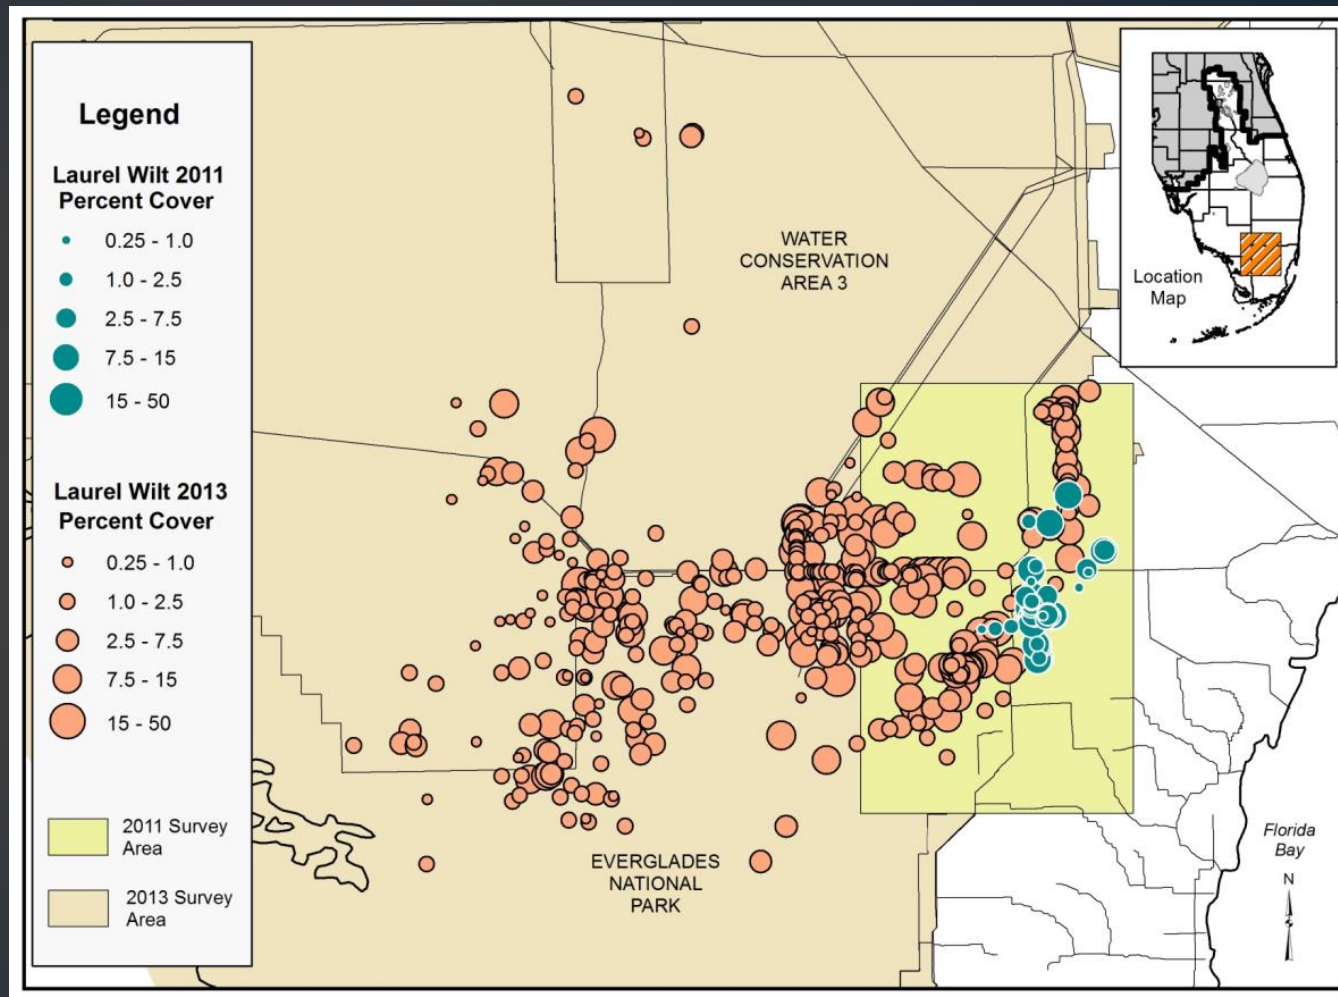 Legend
Laurel Wilt 2011
Percent Cover
0.25 - 1.0
1.0 - 2.5
2.5 - 7.5
7.5 - 15
15 - 50
Laurel Wilt 2013
Percent Cover
0.25 - 1.0
1.0 - 2.5
2.5 - 7.5
7.5 - 15
15 - 50
2011 Survey
Area
2013 Survey
Area
WATER
CONSERVATION
AREA 3
EVERGLADES
NATIONAL
PARK
Location
Map
Florida
Bay
N